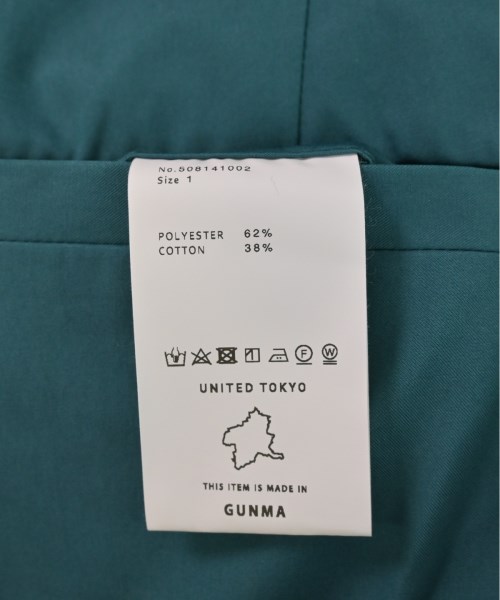 No.508141002
Size 1
POLYESTER 62%
COTTON 38%
F W
UNITED TOKYO
THIS ITEM IS MADE IN
GUNMA